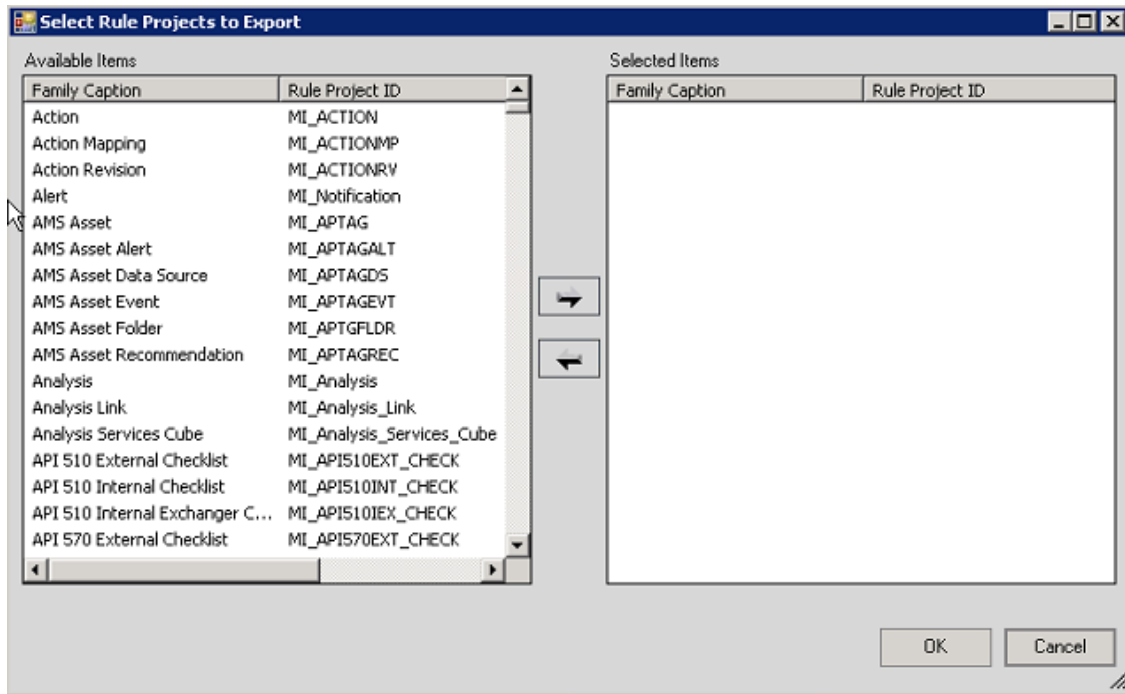 Select Rule Projects to Export
Available Items
Family Caption Rule Project ID
Action MI_ACTION
Action Mapping MI_ACTIONMP
Action Revision MI_ACTIONRV
Alert MI_Notification
AMS Asset MI_APTAG
AMS Asset Alert MI_APTAGALT
AMS Asset Data Source MI_APTAGDS
AMS Asset Event MI_APTAGEVT
AMS Asset Folder MI_APTGFLDR
AMS Asset Recommendation MI_APTAGREC
Analysis MI_Analysis
Analysis Link MI_Analysis_Link
Analysis Services Cube MI_Analysis_Services_Cube
API 510 External Checklist MI_API510EXT_CHECK
API 510 Internal Checklist MI_API510INT_CHECK
API 510 Internal Exchanger C... MI_API510IEX_CHECK
API 570 External Checklist MI_API570EXT_CHECK
Selected Items
Family Caption Rule Project ID
OK Cancel